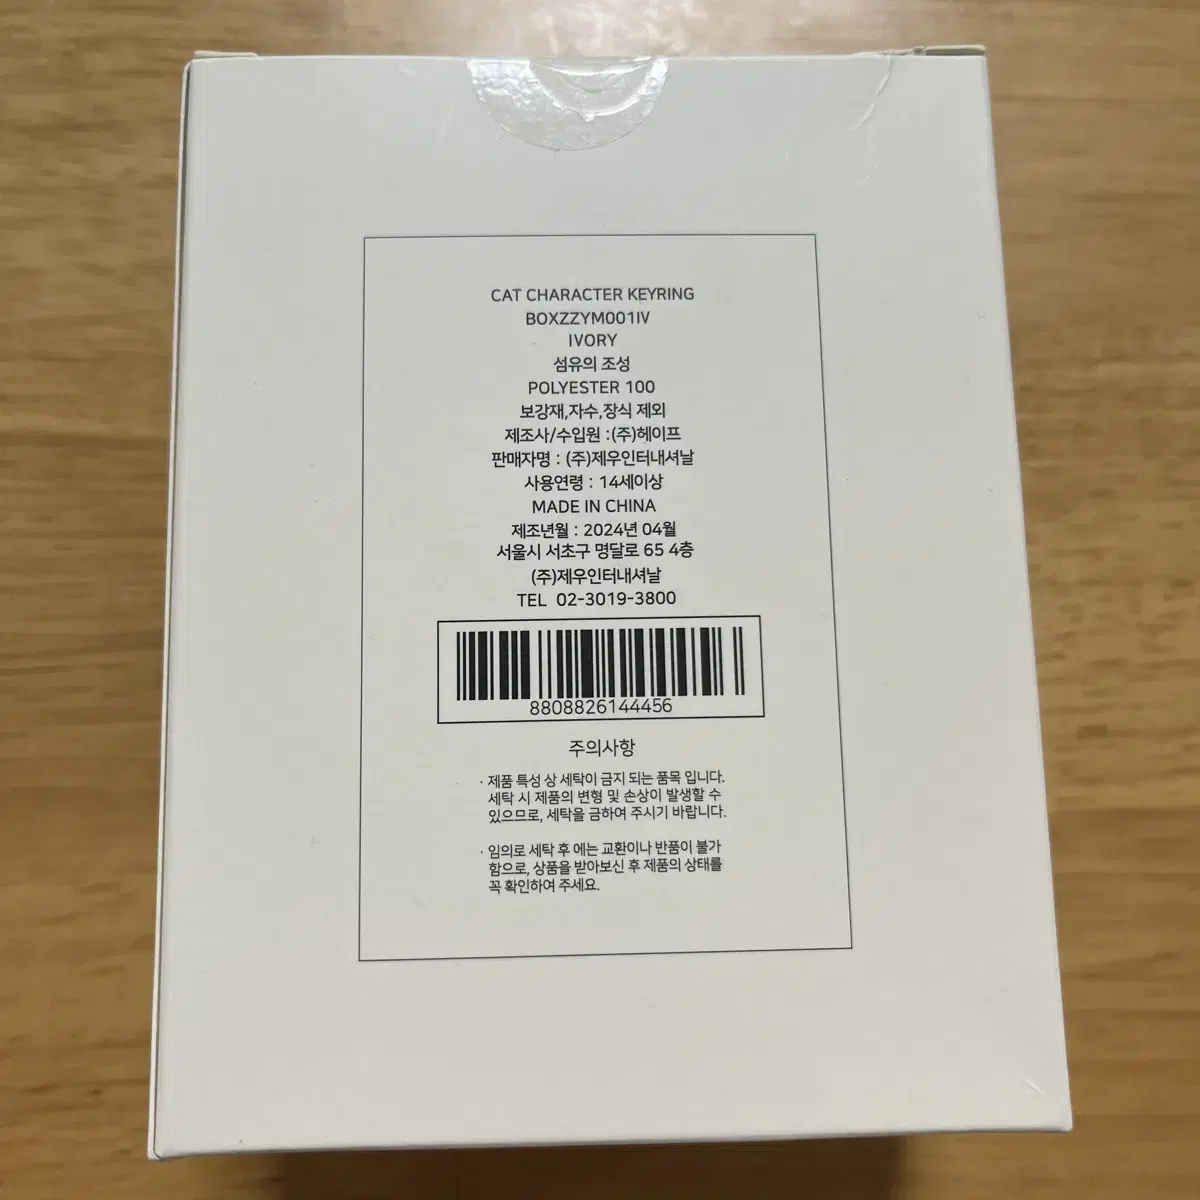 CAT CHARACTER KEYRING
BOXZZYM001IV
IVORY
섬유의 조성
POLYESTER 100
보강재,자수,장식 제외
제조사/수입원 :(주)헤이프
판매자명 : (주)제우인터내셔날
사용연령 : 14세이상
MADE IN CHINA
제조년월 : 2024년 04월
서울시 서초구 명달로 65 4층
(주)제우인터내셔날
TEL 02-3019-3800
8808826144456
주의사항
· 제품 특성 상 세탁이 금지 되는 품목 입니다.
세탁 시 제품의 변형 및 손상이 발생할 수
있으므로, 세탁을 금하여 주시기 바랍니다.
· 임의로 세탁 후 에는 교환이나 반품이 불가
함으로, 상품을 받아보신 후 제품의 상태를
꼭 확인하여 주세요.